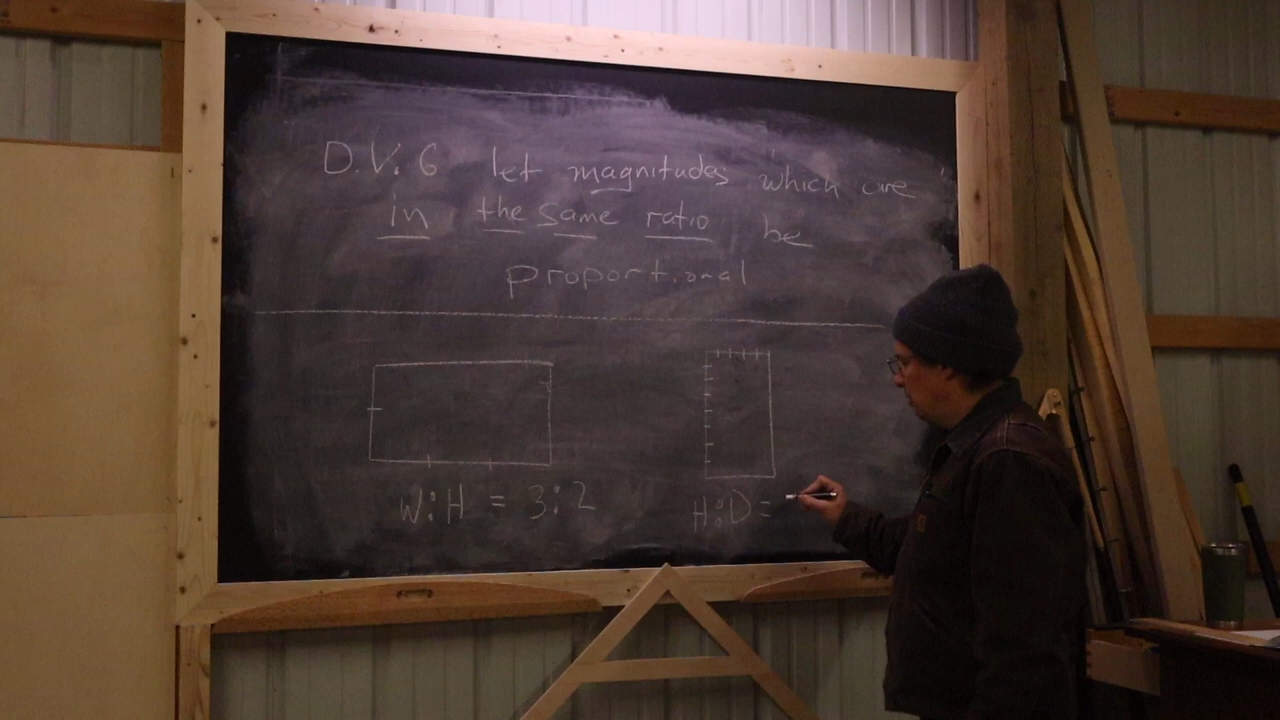 D.V.6 let magnitudes which are
in the same ratio be
proportional
W:H = 3:2
H:D=